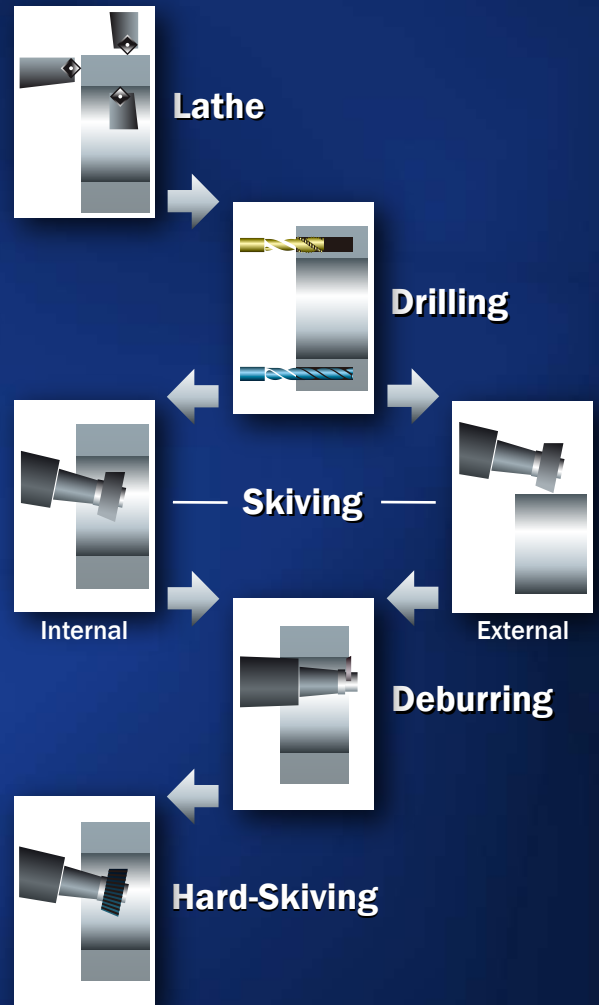 Lathe
Drilling
Skiving
Internal
External
Deburring
Hard-Skiving